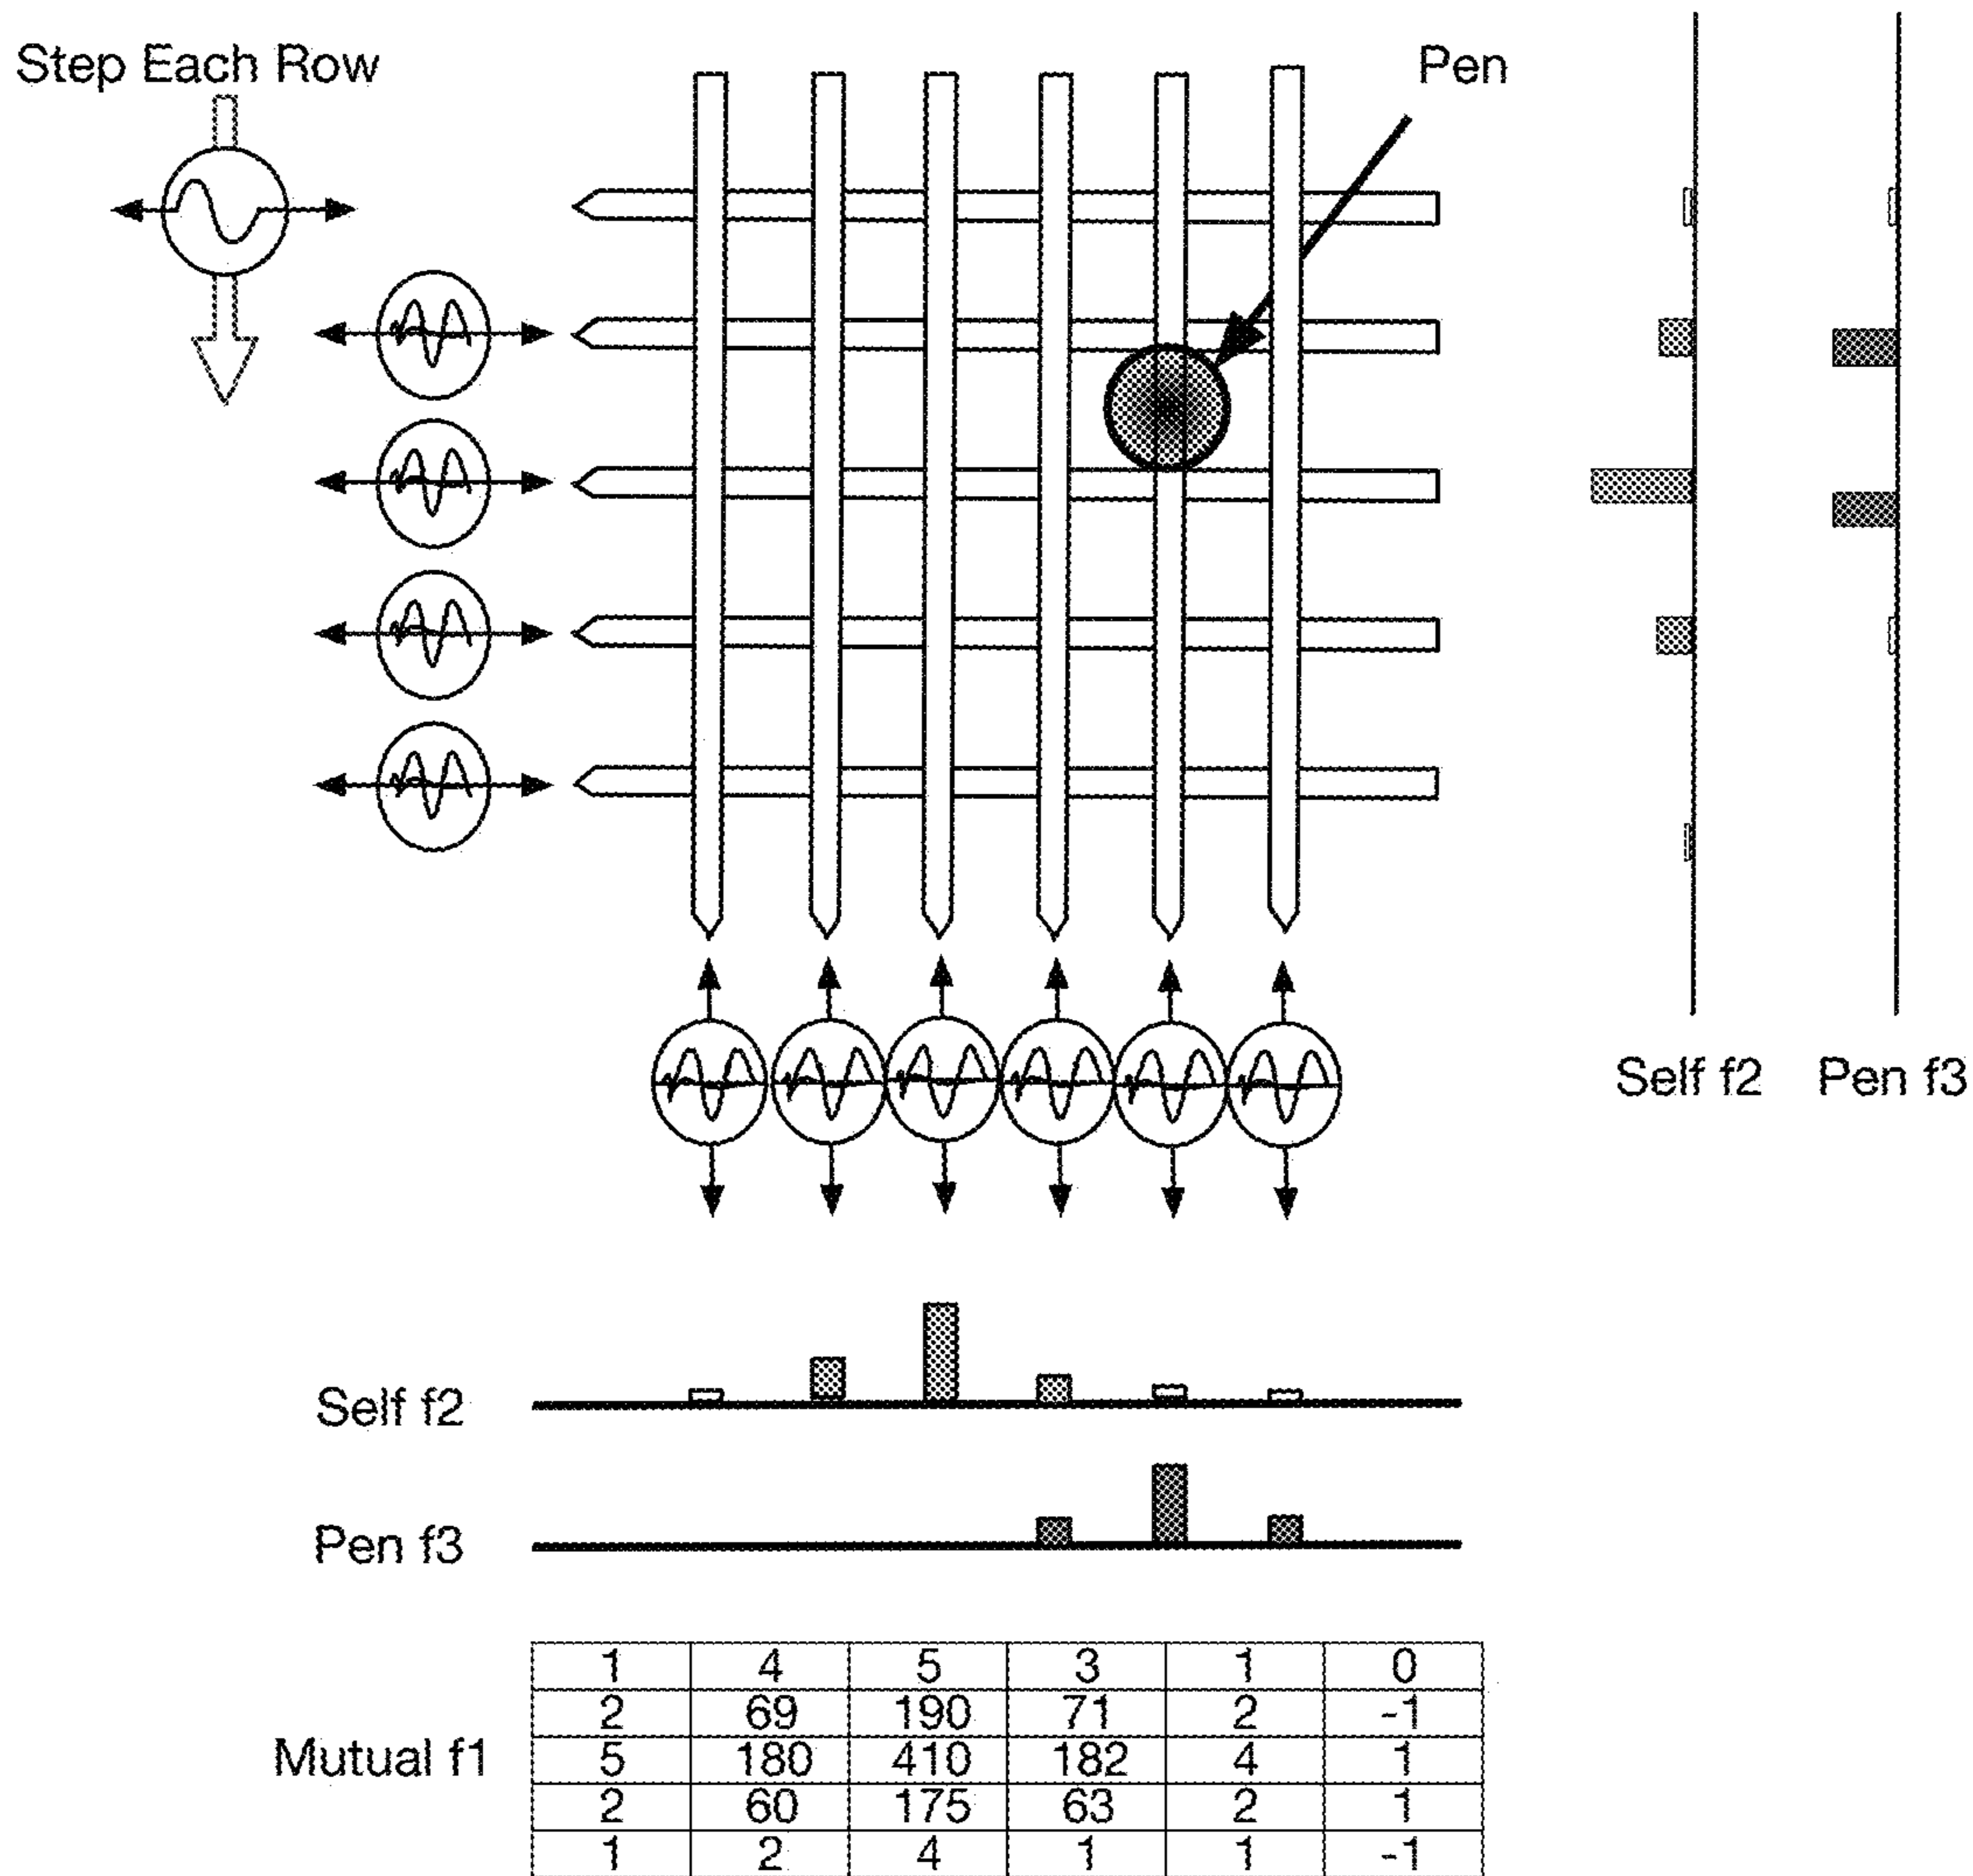 Step Each Row
Pen
Self f2
Pen f3
Self f2
Pen f3
Mutual f1
1 4 5 3 1 0
2 69 190 71 2 -1
5 180 410 182 4 1
2 60 175 63 2 1
1 2 4 1 1 -1